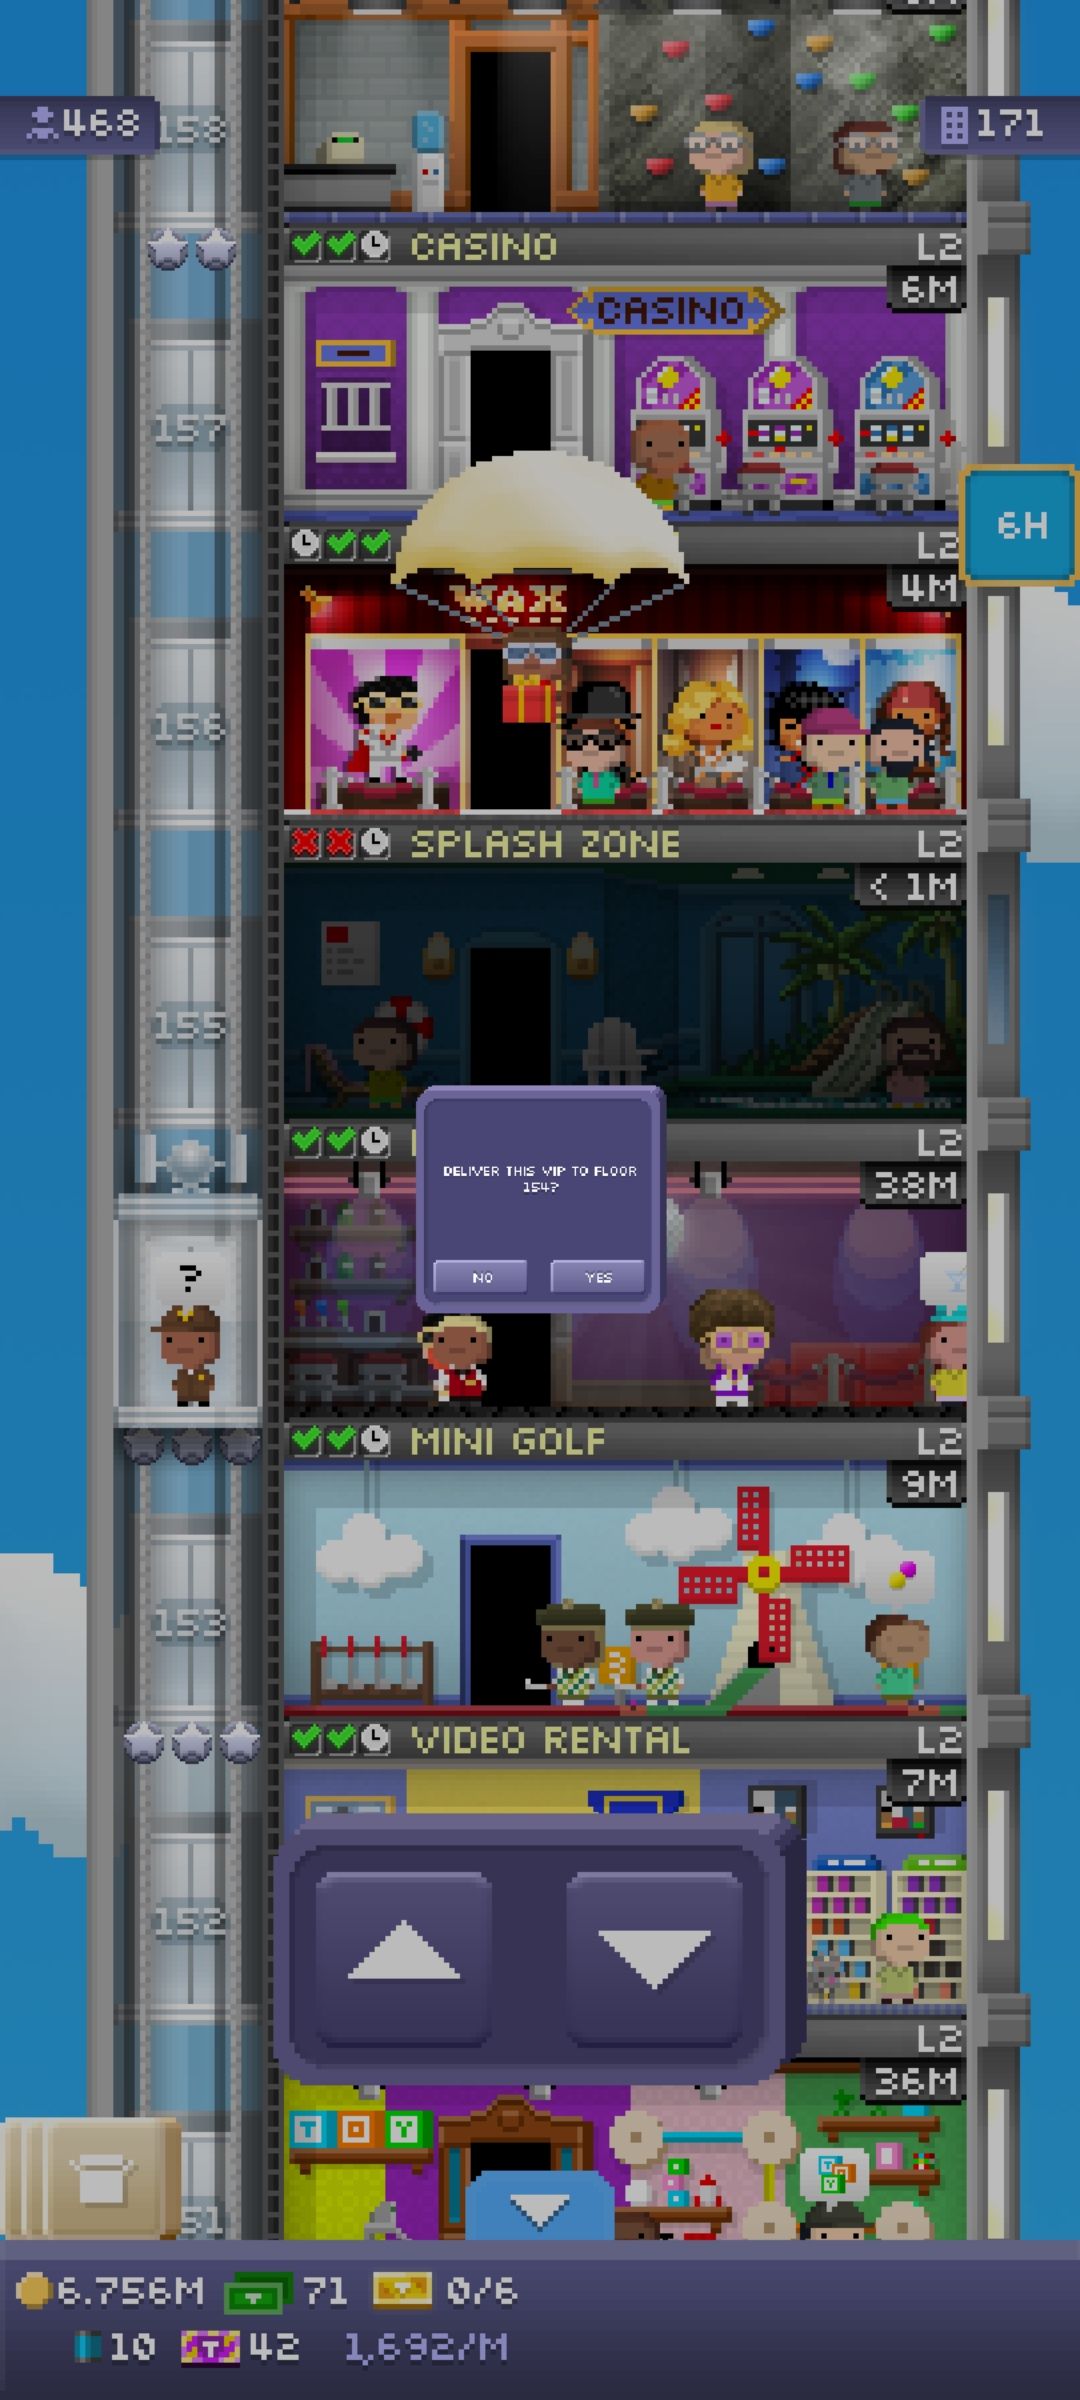 468
158
171
CASINO
L2
6M
CASINO
157
6H
L2
4M
WAX
156
SPLASH ZONE
L2
< 1M
155
L2
38M
DELIVER THIS VIP TO FLOOR
154?
NO
YES
?
MINI GOLF
L2
9M
153
VIDEO RENTAL
L2
7M
152
L2
36M
TOY
51
6.756M
71
0/6
10
T
42
1,692/M